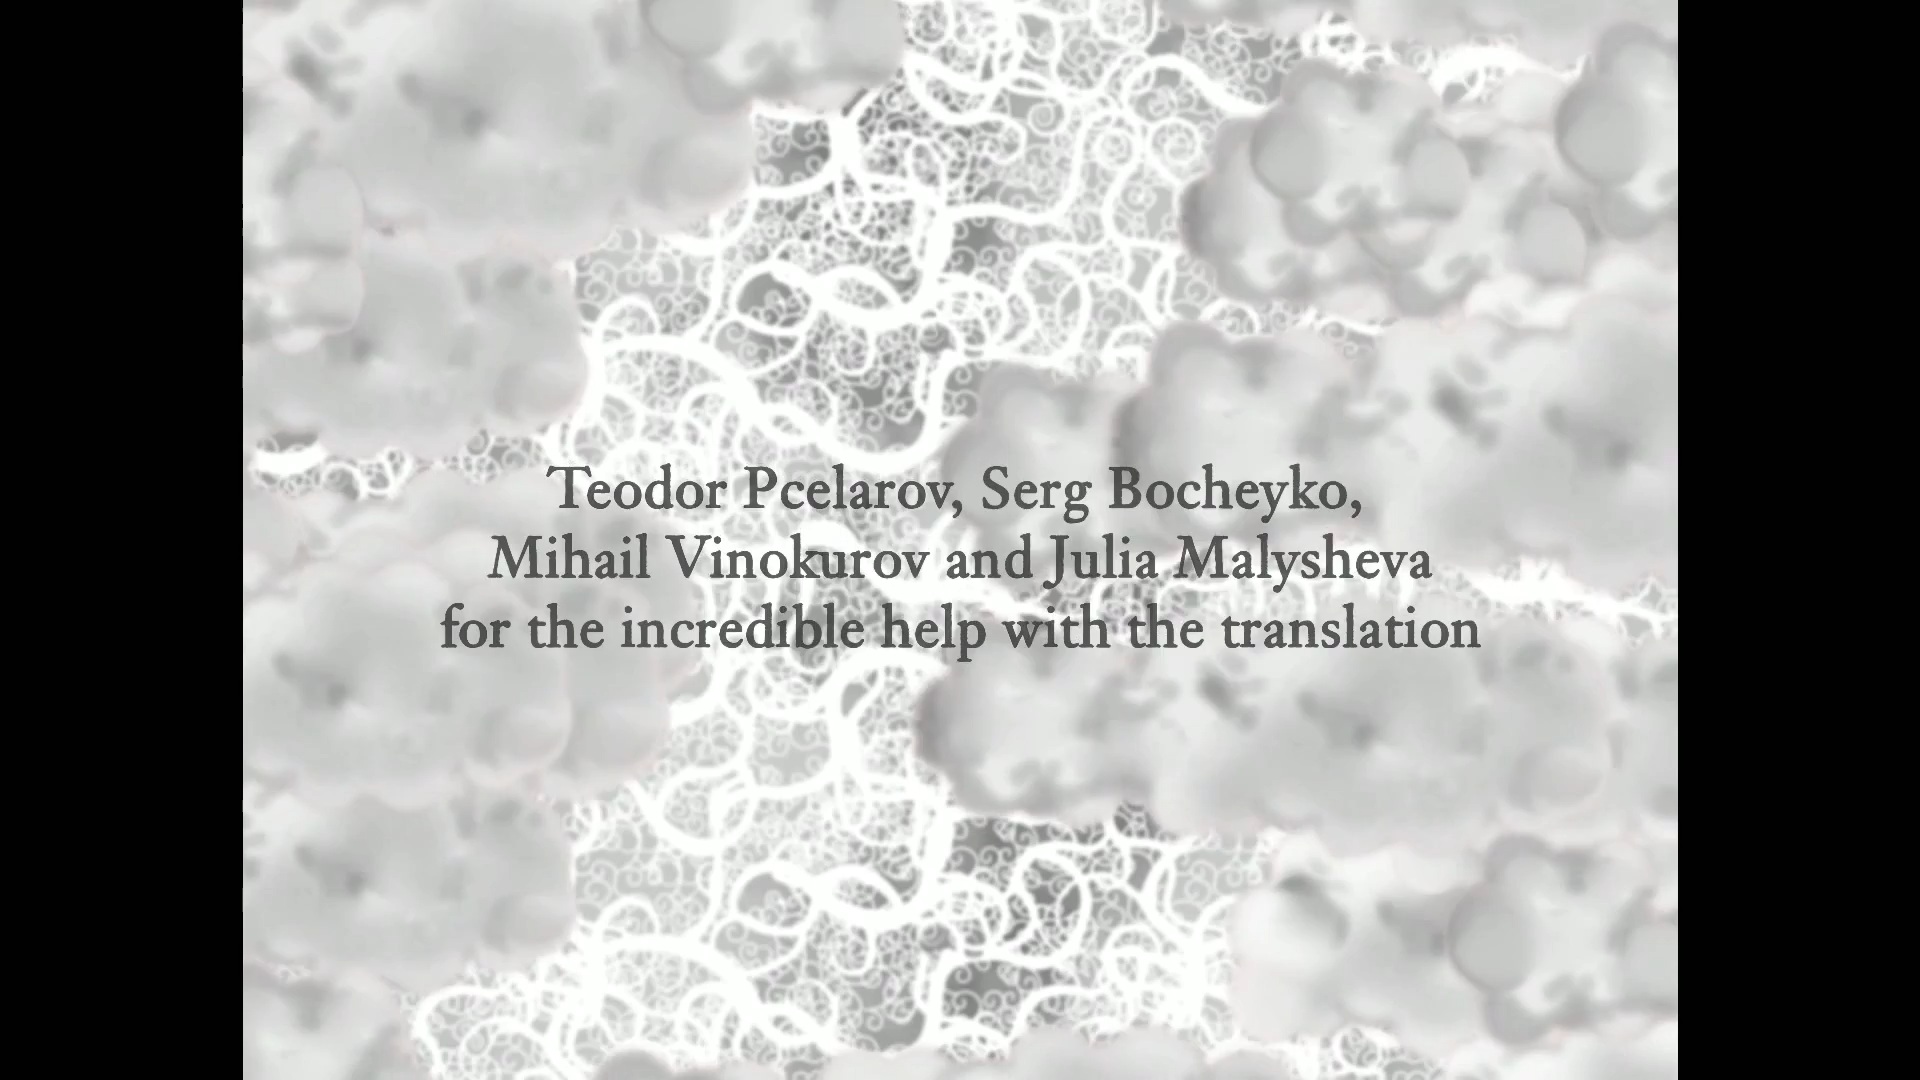 Teodor Pcelarov, Serg Bocheyko,
Mihail Vinokurov and Julia Malysheva
for the incredible help with the translation